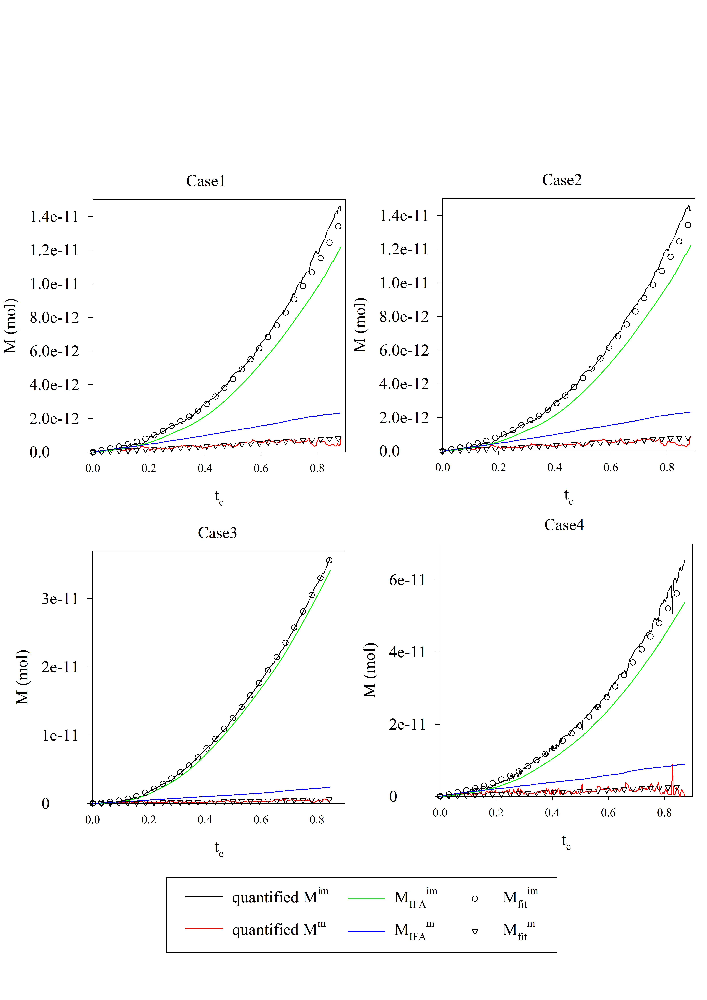 Case1
1.4e-11
1.2e-11
1.0e-11
8.0e-12
6.0e-12
4.0e-12
2.0e-12
0.0
M (mol)
0.0 0.2 0.4 0.6 0.8
t_c
Case2
1.4e-11
1.2e-11
1.0e-11
8.0e-12
6.0e-12
4.0e-12
2.0e-12
0.0
M (mol)
0.0 0.2 0.4 0.6 0.8
t_c
Case3
3e-11
2e-11
1e-11
0
M (mol)
0.0 0.2 0.4 0.6 0.8
t_c
Case4
6e-11
4e-11
2e-11
0
M (mol)
0.0 0.2 0.4 0.6 0.8
t_c
quantified M^im M_IFA^im M_fit^im
quantified M^m M_IFA^m M_fit^m